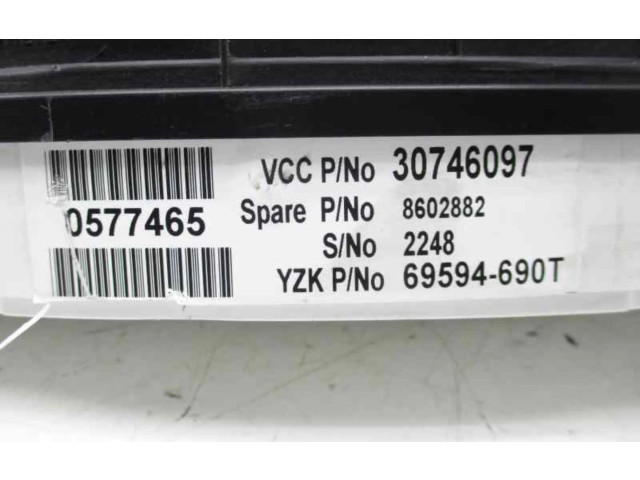 VCC P/No 30746097
0577465
Spare P/No 8602882
S/No 2248
YZK P/No 69594-690T